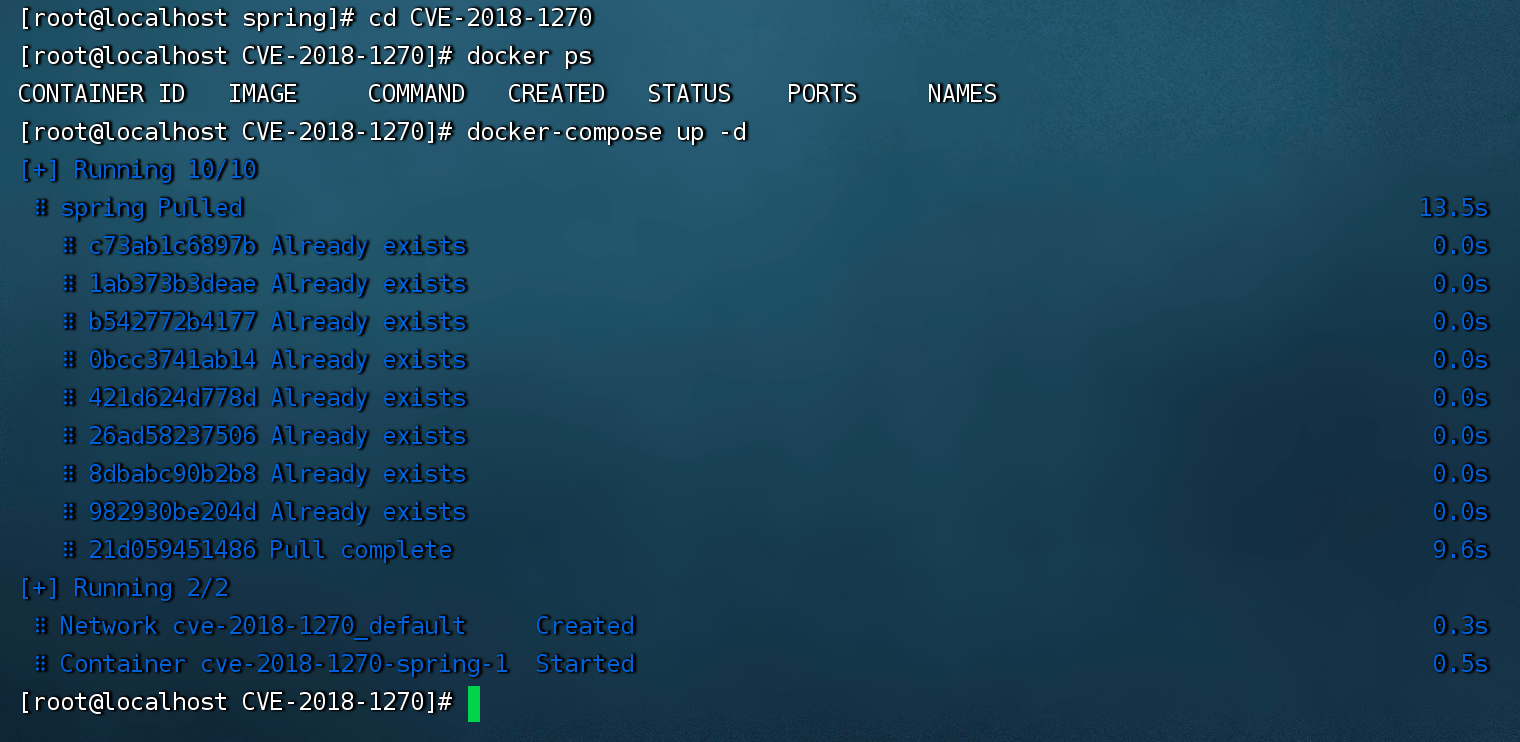 [root@localhost spring]# cd CVE-2018-1270
[root@localhost CVE-2018-1270]# docker ps
CONTAINER ID   IMAGE     COMMAND   CREATED   STATUS    PORTS     NAMES
[root@localhost CVE-2018-1270]# docker-compose up -d
[+] Running 10/10
 ⠿ spring Pulled 13.5s
   ⠿ c73ab1c6897b Already exists 0.0s
   ⠿ 1ab373b3deae Already exists 0.0s
   ⠿ b542772b4177 Already exists 0.0s
   ⠿ 0bcc3741ab14 Already exists 0.0s
   ⠿ 421d624d778d Already exists 0.0s
   ⠿ 26ad58237506 Already exists 0.0s
   ⠿ 8dbabc90b2b8 Already exists 0.0s
   ⠿ 982930be204d Already exists 0.0s
   ⠿ 21d059451486 Pull complete 9.6s
[+] Running 2/2
 ⠿ Network cve-2018-1270_default     Created 0.3s
 ⠿ Container cve-2018-1270-spring-1  Started 0.5s
[root@localhost CVE-2018-1270]#